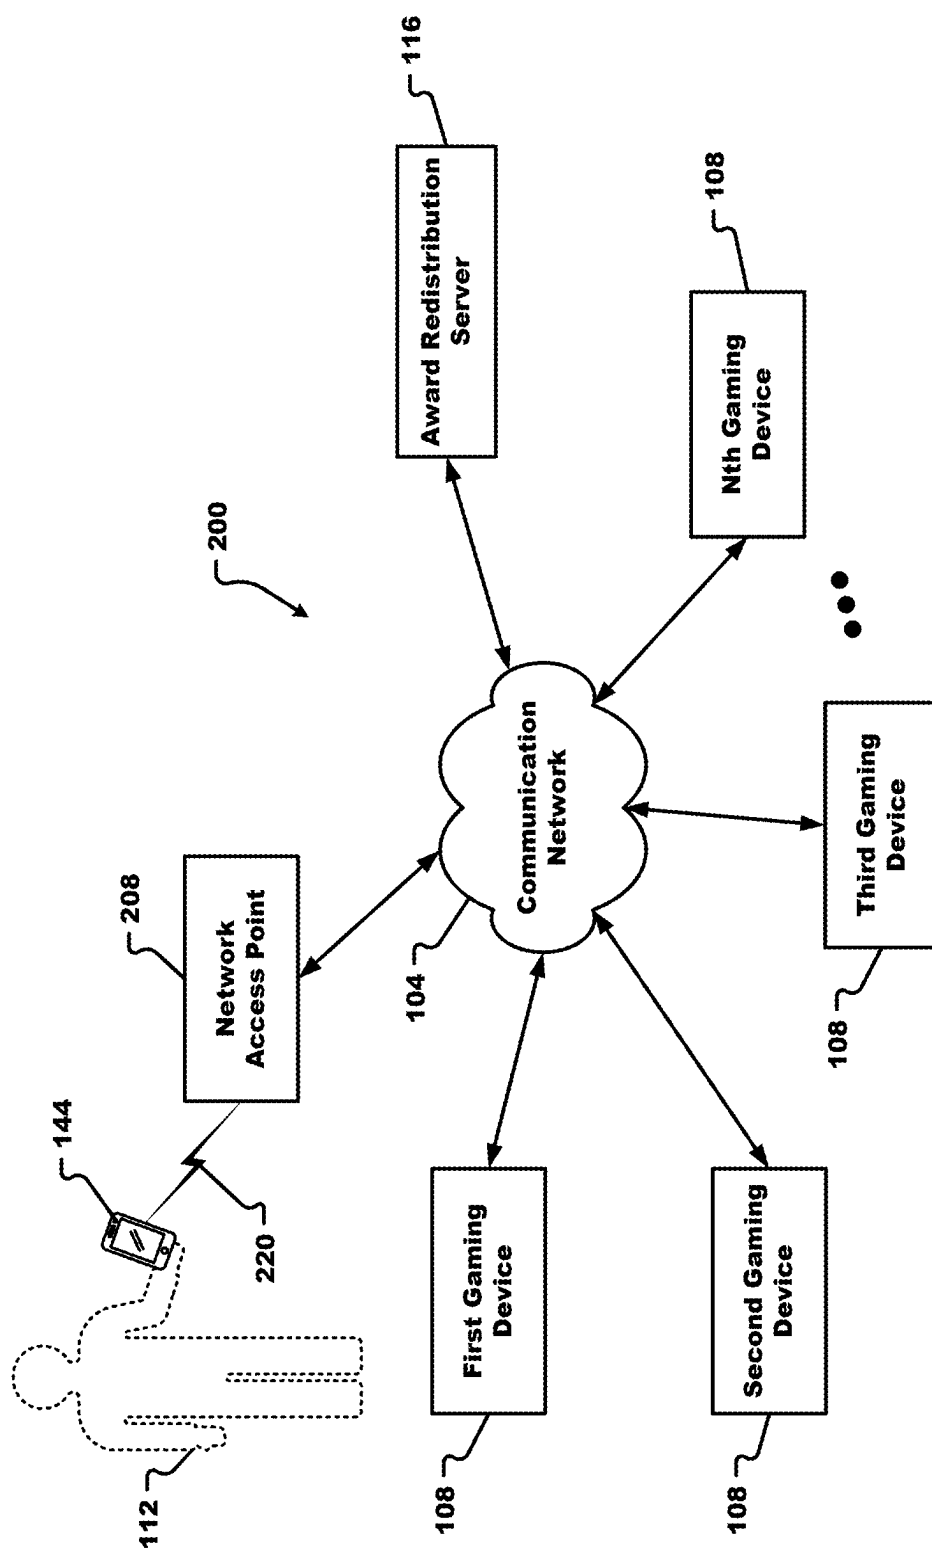 144
208
112
200
Network
Access Point
220
116
Award Redistribution
Server
104
108
First Gaming
Device
Communication
Network
108
Nth Gaming
Device
108
Second Gaming
Device
108
Third Gaming
Device